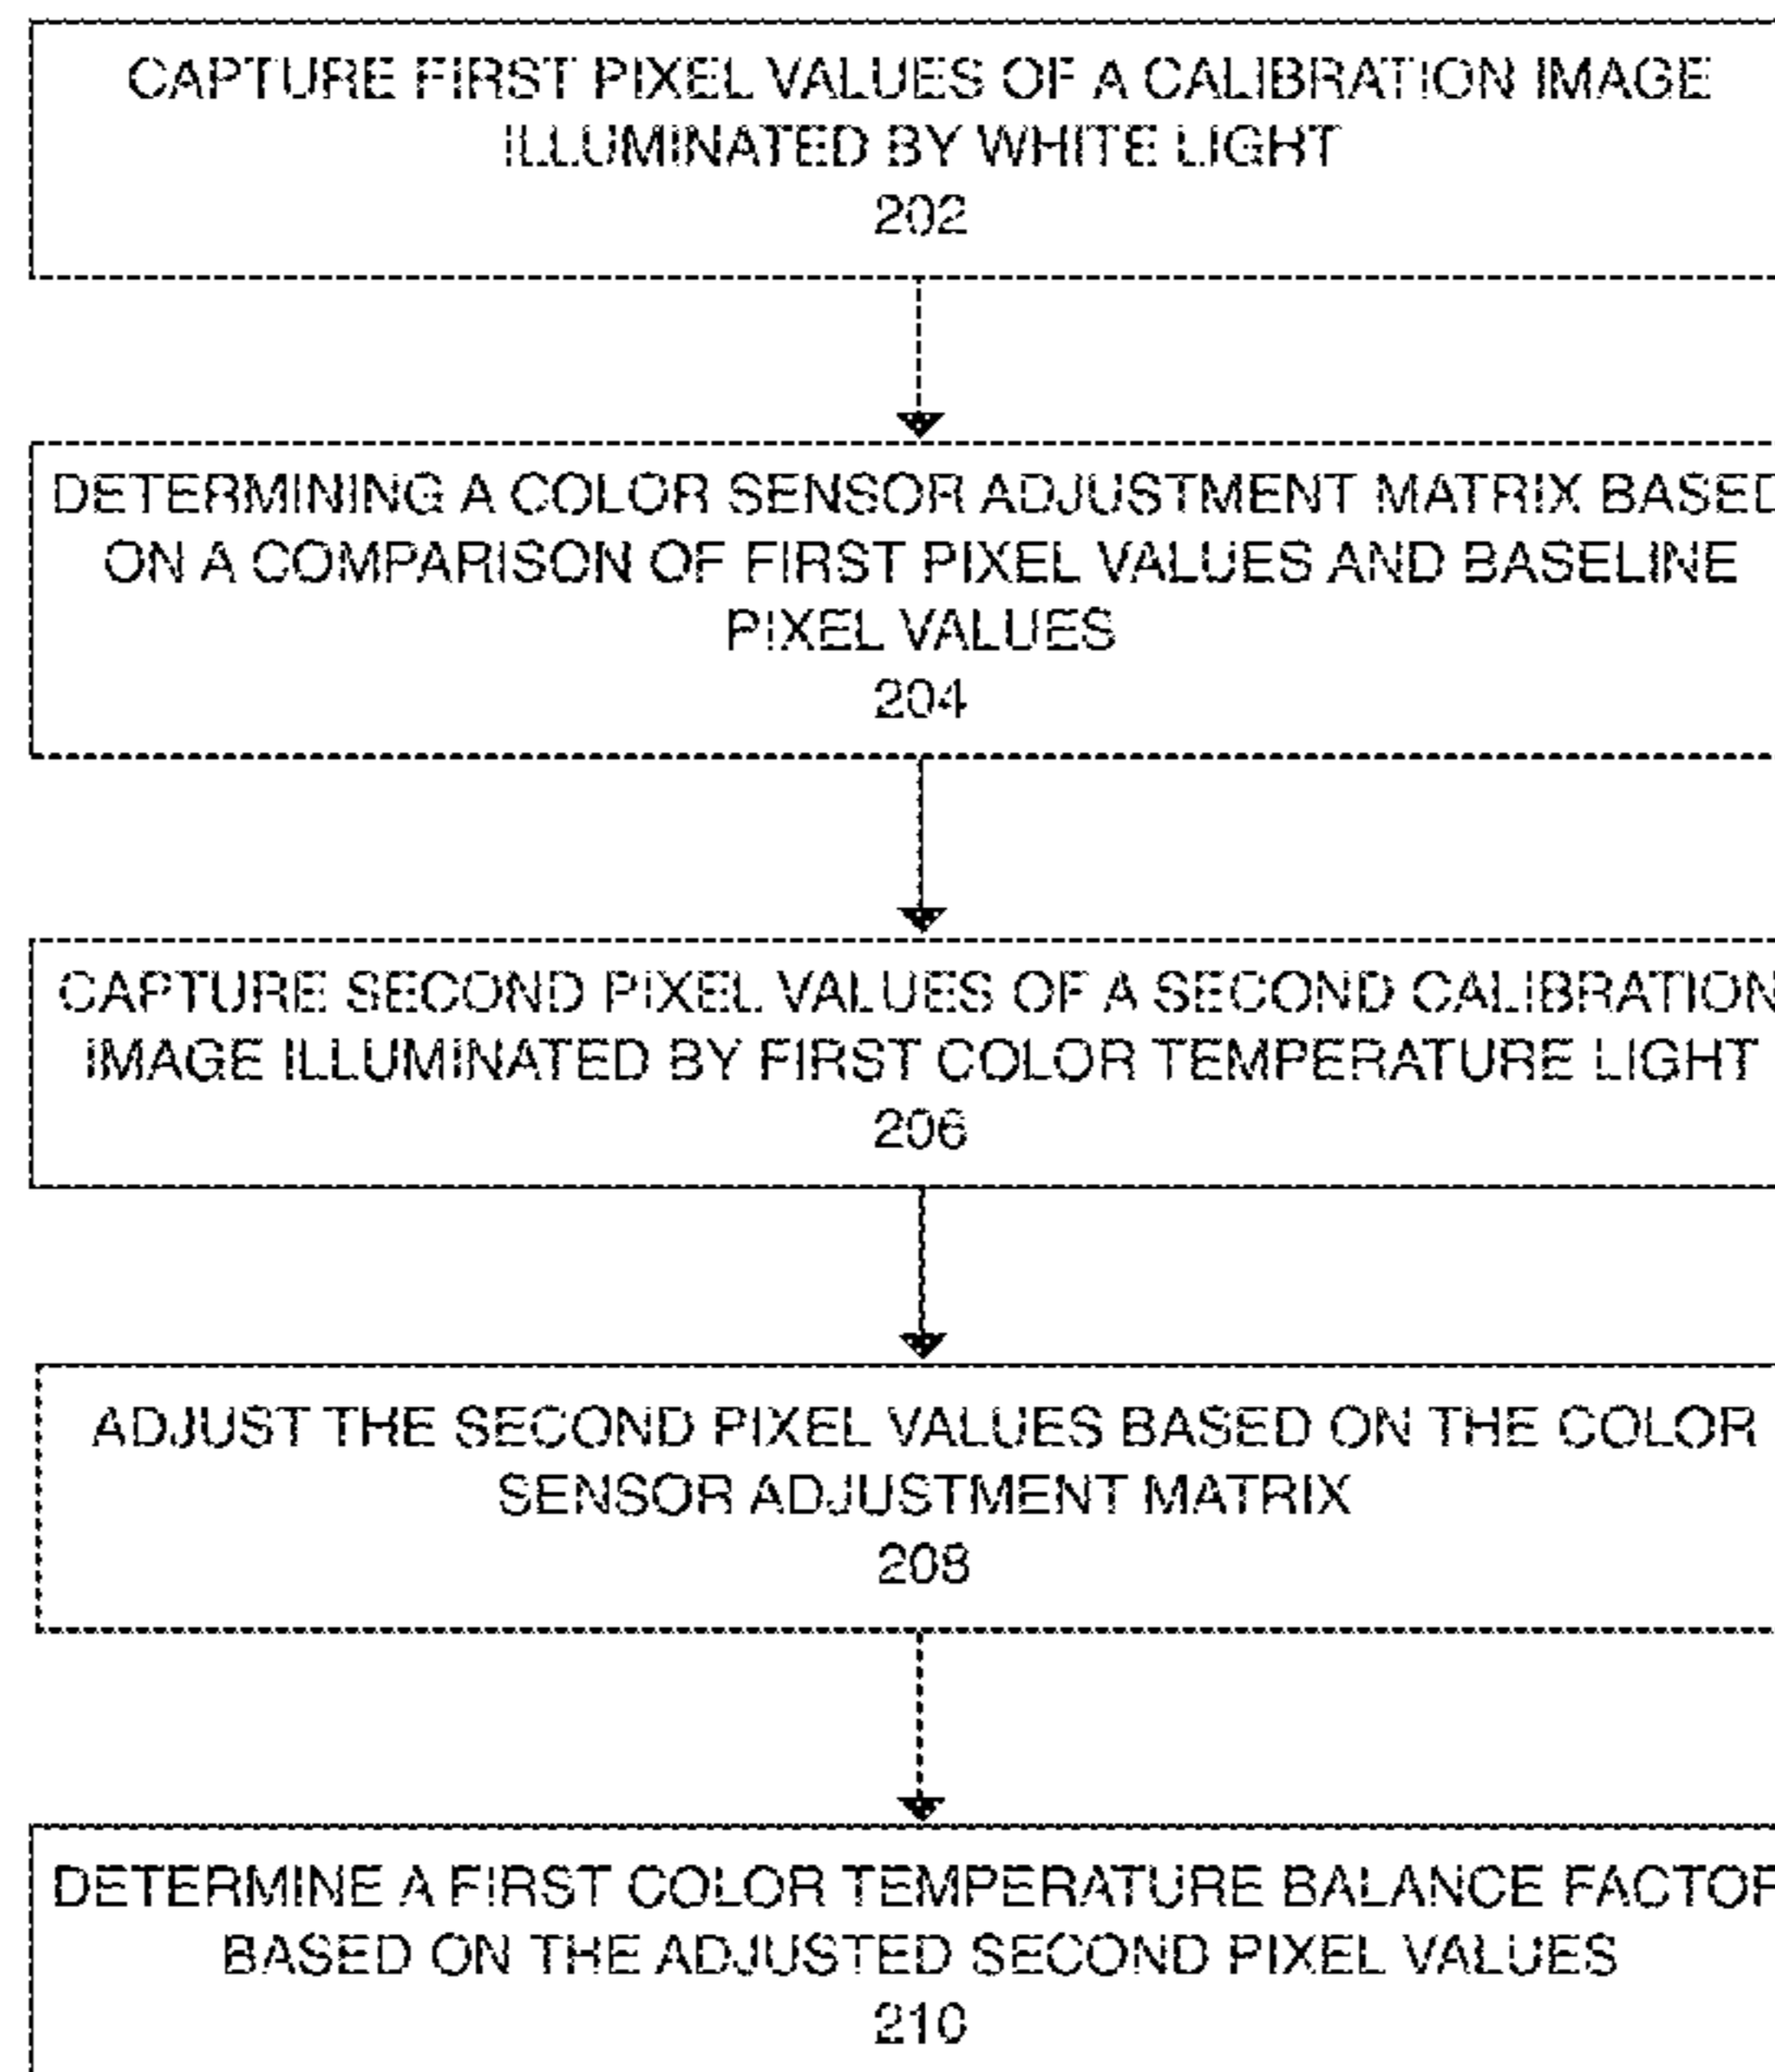 CAPTURE FIRST PIXEL VALUES OF A CALIBRATION IMAGE
ILLUMINATED BY WHITE LIGHT
202
DETERMINING A COLOR SENSOR ADJUSTMENT MATRIX BASED
ON A COMPARISON OF FIRST PIXEL VALUES AND BASELINE
PIXEL VALUES
204
CAPTURE SECOND PIXEL VALUES OF A SECOND CALIBRATION
IMAGE ILLUMINATED BY FIRST COLOR TEMPERATURE LIGHT
206
ADJUST THE SECOND PIXEL VALUES BASED ON THE COLOR
SENSOR ADJUSTMENT MATRIX
208
DETERMINE A FIRST COLOR TEMPERATURE BALANCE FACTOR
BASED ON THE ADJUSTED SECOND PIXEL VALUES
210